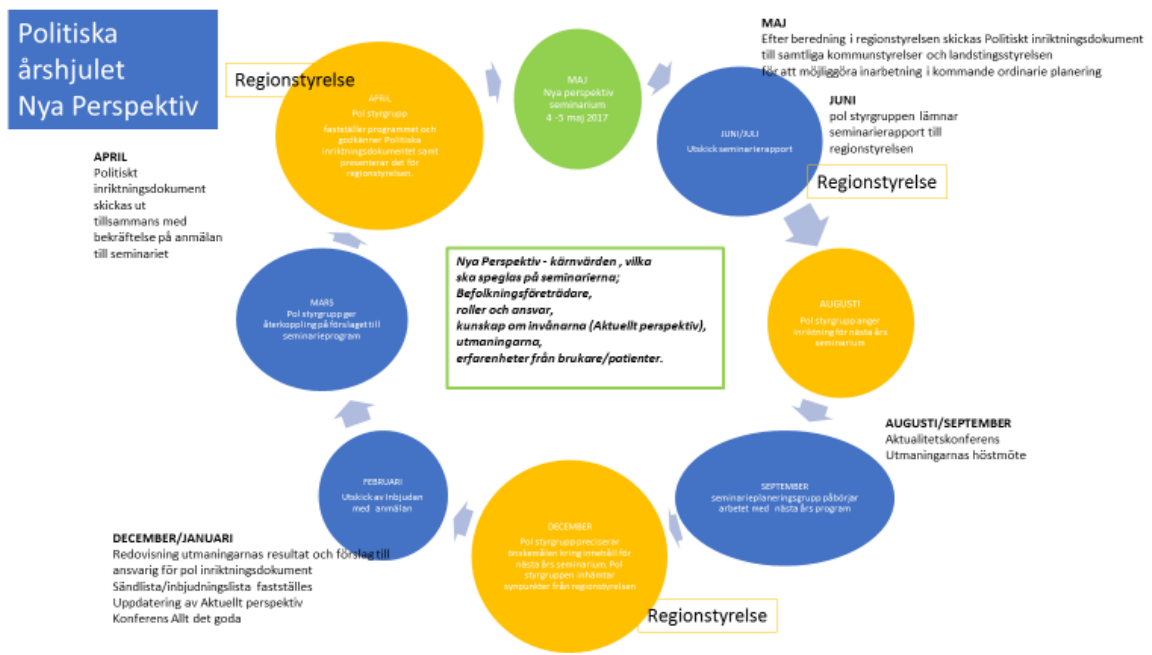 Politiska
årshjulet
Nya Perspektiv
Regionstyrelse
APRIL
Pol styrgrupp
fastställer programmet och
godkänner Politiska
inriktningsdokumentet samt
presenterar det för
regionstyrelsen.
MAJ
Nya perspektiv
seminarium
4 -5 maj 2017
MAJ
Efter beredning i regionstyrelsen skickas Politiskt inriktningsdokument
till samtliga kommunstyrelser och landstingsstyrelsen
för att möjliggöra inarbetning i kommande ordinarie planering
JUNI/JULI
Utskick seminarierapport
JUNI
pol styrgruppen lämnar
seminarierapport till
regionstyrelsen
Regionstyrelse
APRIL
Politiskt
inriktningsdokument
skickas ut
tillsammans med
bekräftelse på anmälan
till seminariet
MARS
Pol styrgrupp ger
återkoppling på förslaget till
seminarieprogram
Nya Perspektiv - kärnvärden , vilka
ska speglas på seminarierna;
Befolkningsföreträdare,
roller och ansvar,
kunskap om invånarna (Aktuellt perspektiv),
utmaningarna,
erfarenheter från brukare/patienter.
AUGUSTI
Pol styrgrupp anger
inriktning för nästa års
seminarium
AUGUSTI/SEPTEMBER
Aktualitetskonferens
Utmaningarnas höstmöte
SEPTEMBER
seminarieplaneringsgrupp påbörjar
arbetet med nästa års program
FEBRUARI
Utskick av Inbjudan
med anmälan
DECEMBER
Pol styrgrupp preciserar
önskemålen kring innehåll för
nästa års seminarium. Pol
styrgruppen inhämtar
synpunkter från regionstyrelsen
Regionstyrelse
DECEMBER/JANUARI
Redovisning utmaningarnas resultat och förslag till
ansvarig för pol inriktningsdokument
Sändlista/inbjudningslista fastställes
Uppdatering av Aktuellt perspektiv
Konferens Allt det goda